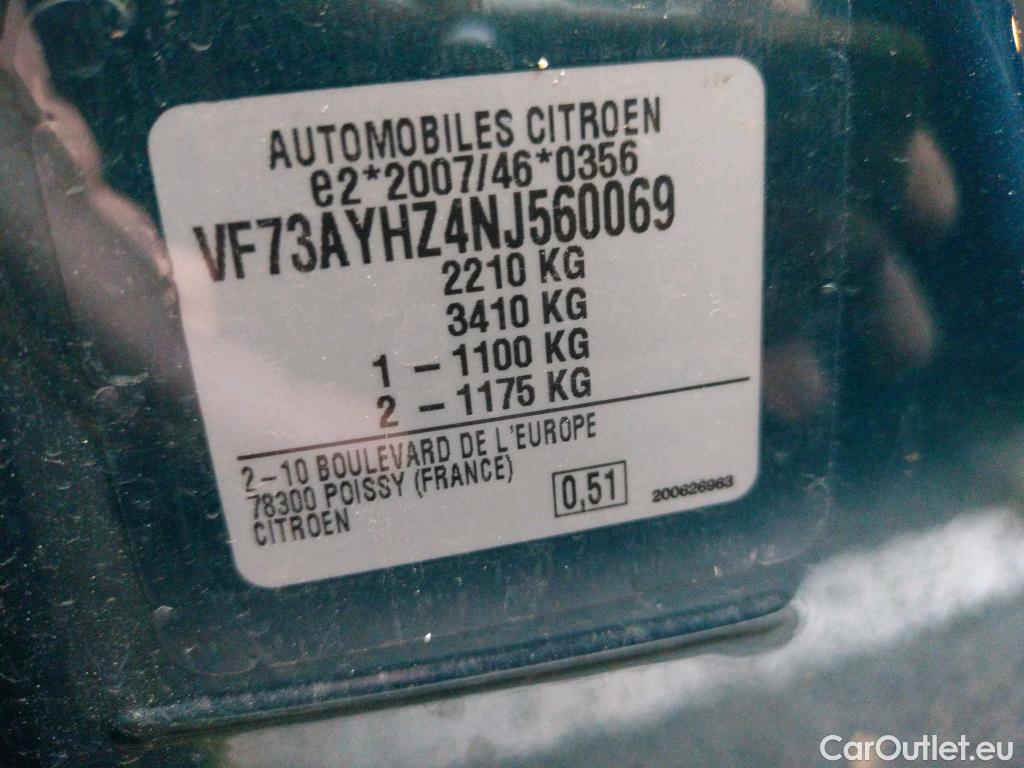 AUTOMOBILES CITROEN
e2*2007/46*0356
VF73AYHZ4NJ560069
2210 KG
3410 KG
1 – 1100 KG
2 – 1175 KG
2–10 BOULEVARD DE L'EUROPE
78300 POISSY (FRANCE)
CITROEN
0,51
200626963
CarOutlet.eu